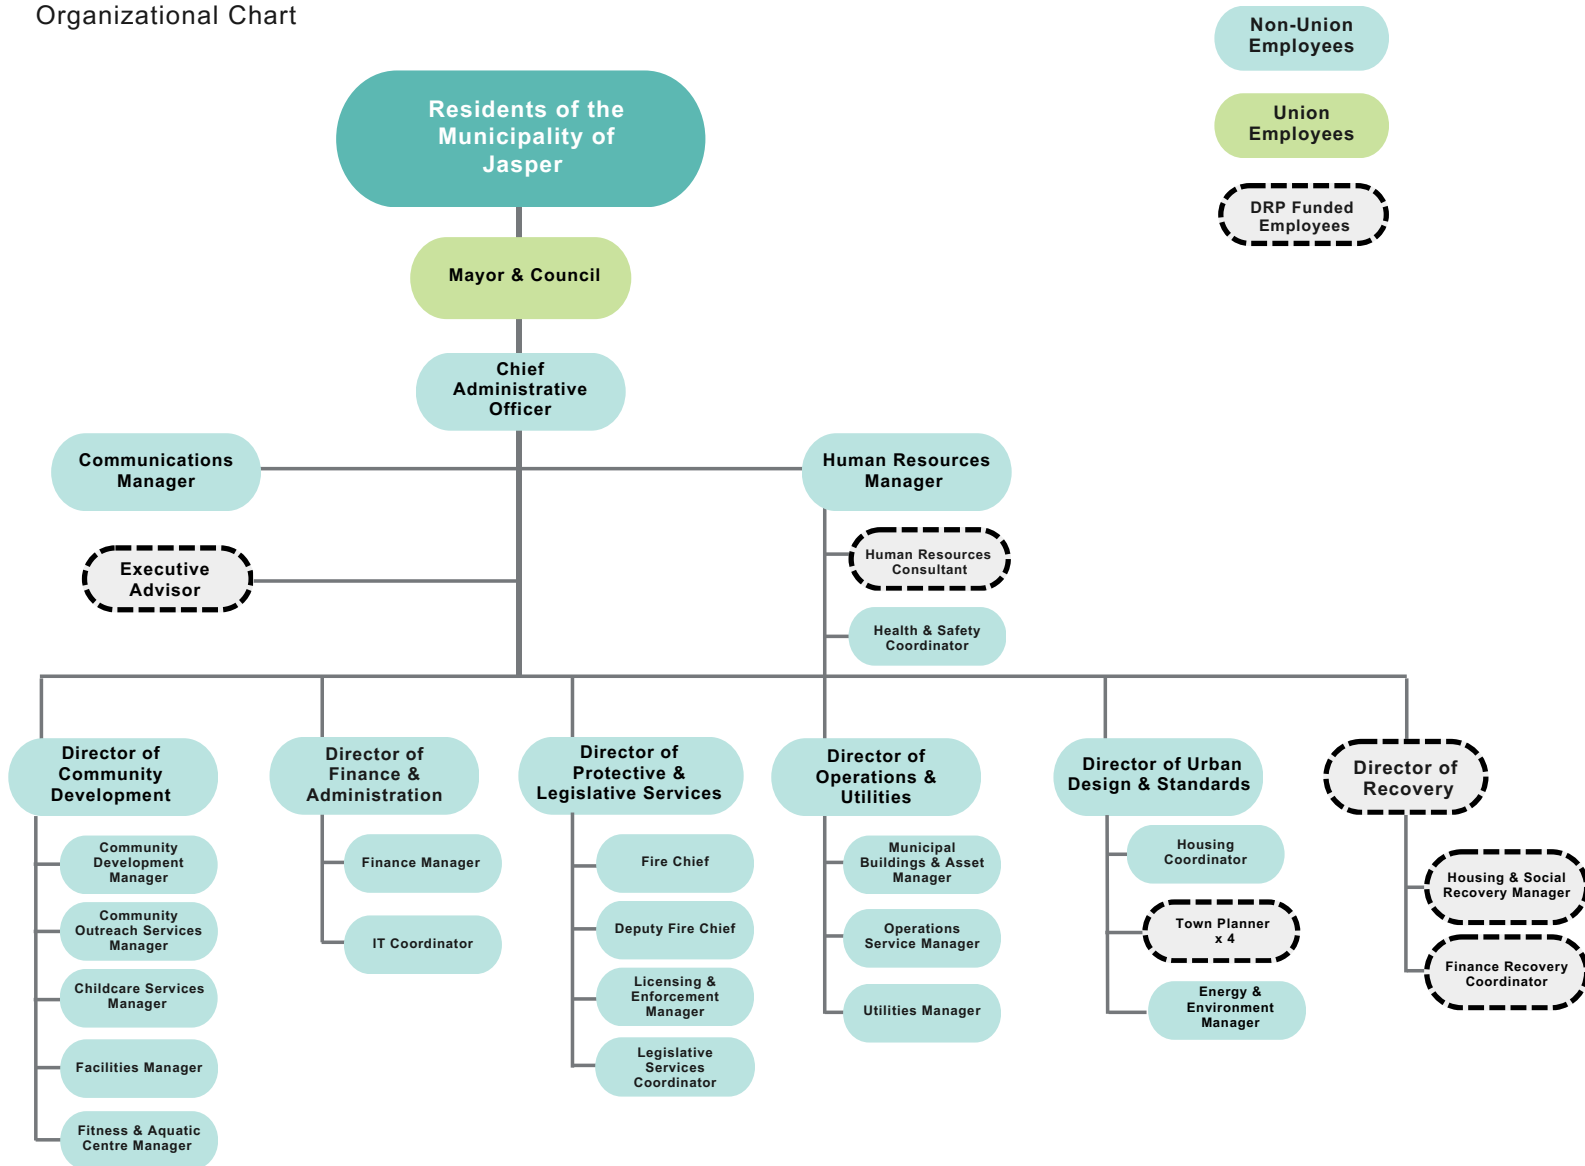 Organizational Chart
Non-Union
Employees
Union
Employees
DRP Funded
Employees
Residents of the
Municipality of
Jasper
Mayor & Council
Chief
Administrative
Officer
Communications
Manager
Human Resources
Manager
Executive
Advisor
Human Resources
Consultant
Health & Safety
Coordinator
Director of
Community
Development
Community
Development
Manager
Community
Outreach Services
Manager
Childcare Services
Manager
Facilities Manager
Fitness & Aquatic
Centre Manager
Director of
Finance &
Administration
Finance Manager
IT Coordinator
Director of
Protective &
Legislative Services
Fire Chief
Deputy Fire Chief
Licensing &
Enforcement
Manager
Legislative
Services
Coordinator
Director of
Operations &
Utilities
Municipal
Buildings & Asset
Manager
Operations
Service Manager
Utilities Manager
Director of Urban
Design & Standards
Housing
Coordinator
Town Planner
x 4
Energy &
Environment
Manager
Director of
Recovery
Housing & Social
Recovery Manager
Finance Recovery
Coordinator